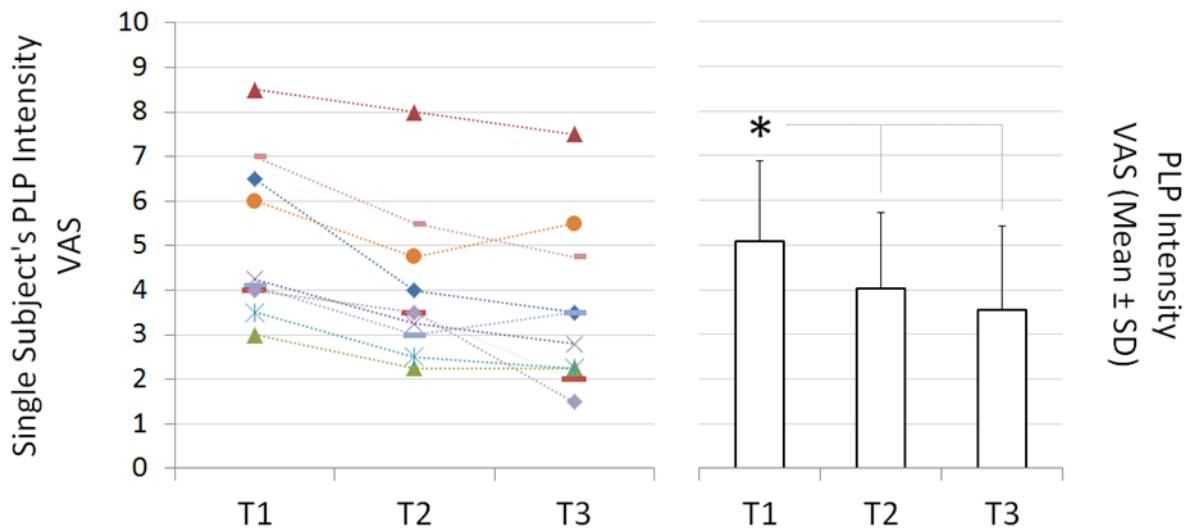 Single Subject's PLP Intensity
VAS
10
9
8
7
6
5
4
3
2
1
0
T1 T2 T3
*
T1 T2 T3
PLP Intensity
VAS (Mean ± SD)